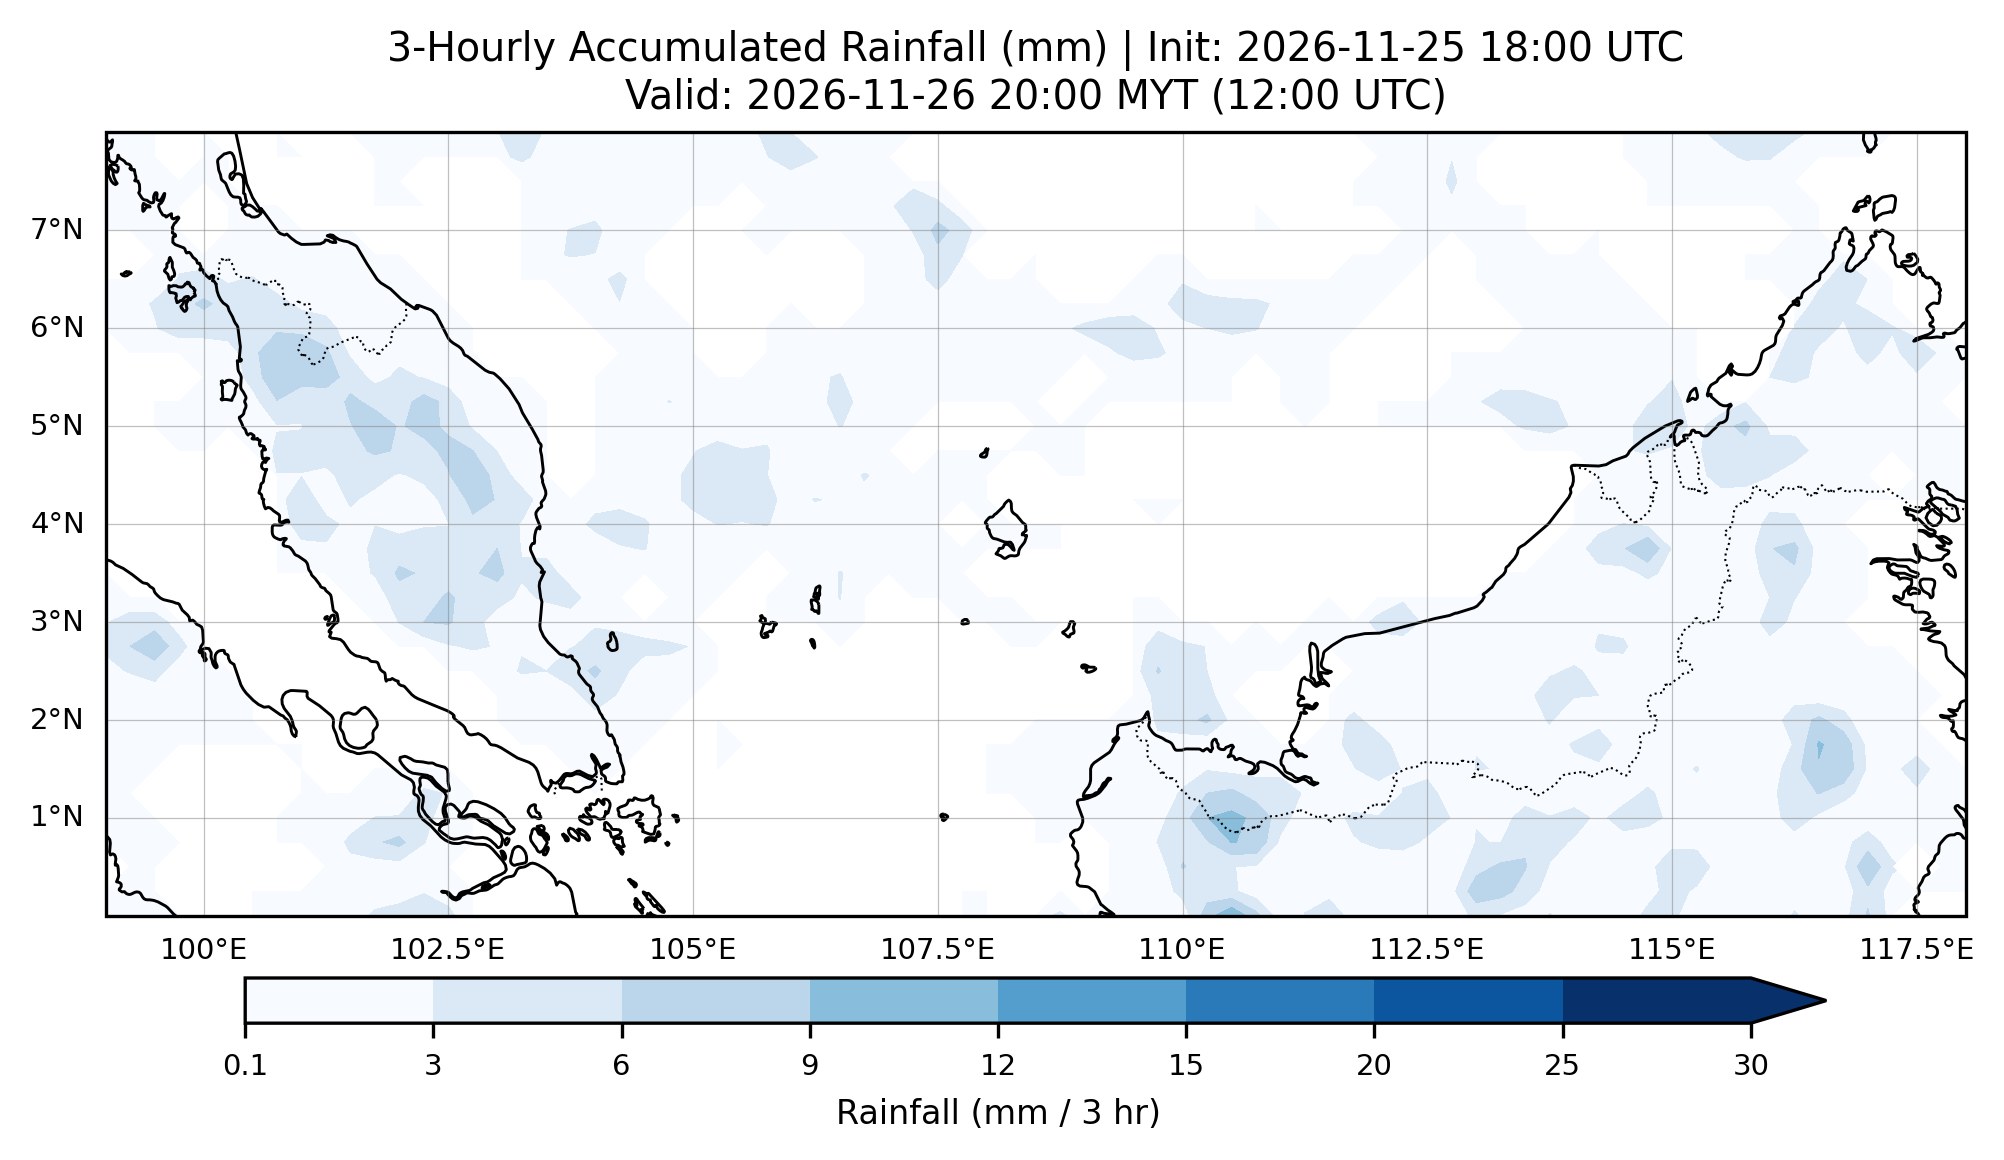 3-Hourly Accumulated Rainfall (mm) | Init: 2026-11-25 18:00 UTC
Valid: 2026-11-26 20:00 MYT (12:00 UTC)
7°N
6°N
5°N
4°N
3°N
2°N
1°N
100°E 102.5°E 105°E 107.5°E 110°E 112.5°E 115°E 117.5°E
0.1 3 6 9 12 15 20 25 30
Rainfall (mm / 3 hr)